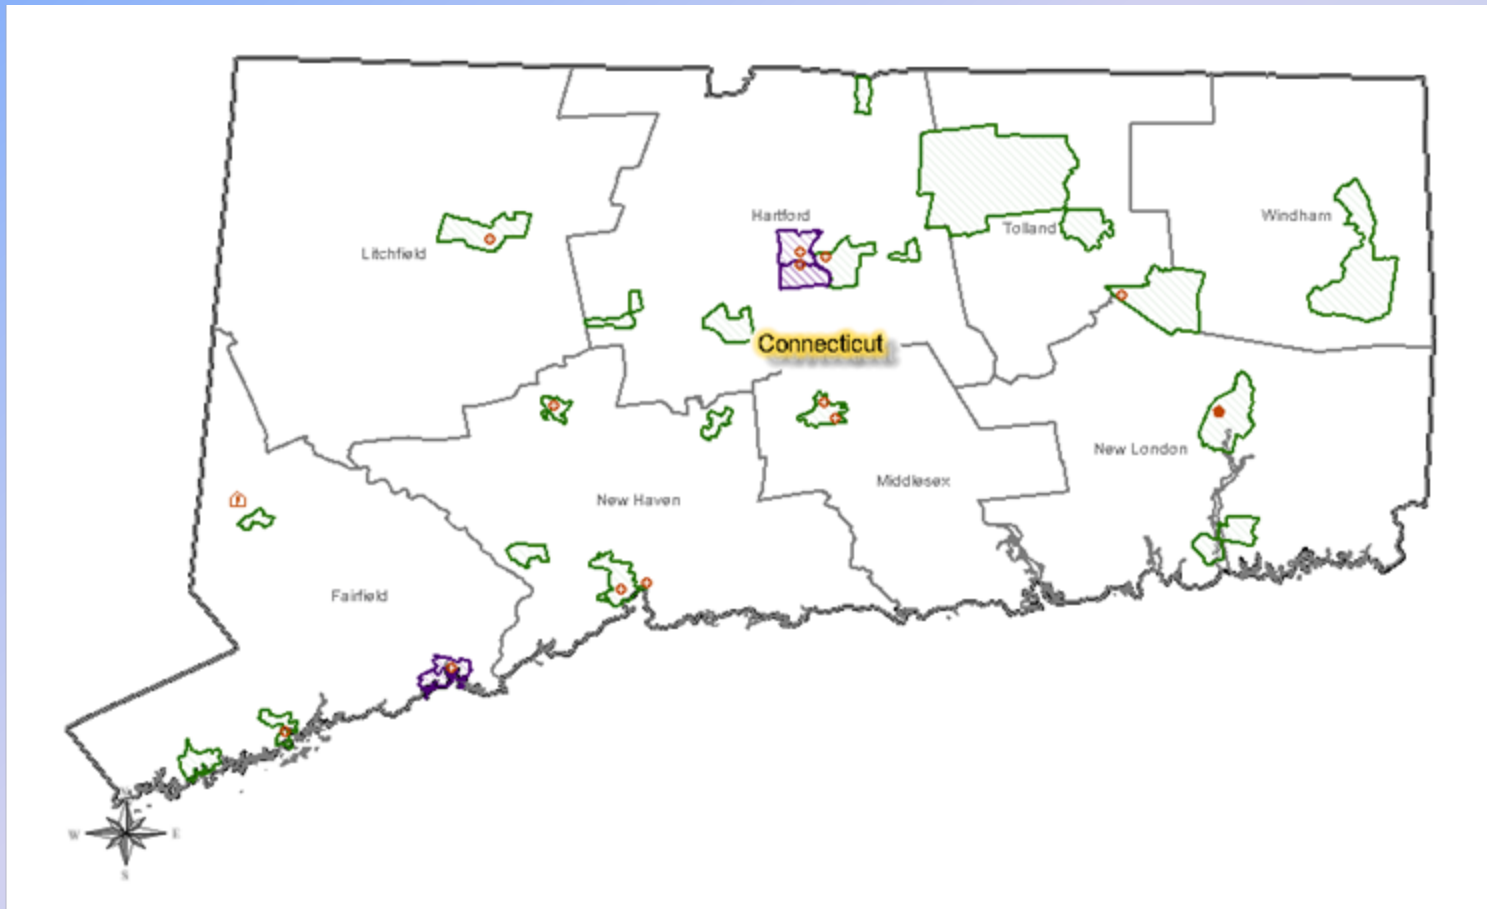 Hartford
Windham
Tolland
Litchfield
Connecticut
New London
Middlesex
New Haven
Fairfield
W
E
S